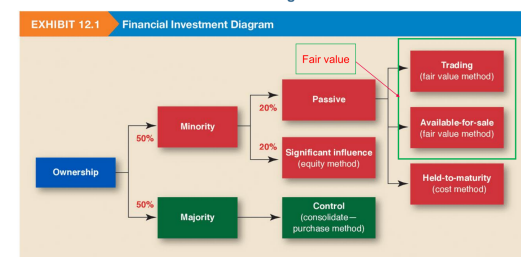 EXHIBIT 12.1 Financial Investment Diagram
Fair value
Trading
(fair value method)
Passive
20%
Minority
50%
Available-for-sale
(fair value method)
20%
Significant influence
(equity method)
Ownership
Held-to-maturity
(cost method)
50%
Majority
Control
(consolidate—
purchase method)